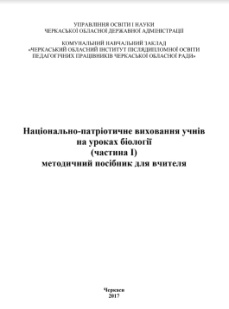 УПРАВЛІННЯ ОСВІТИ І НАУКИ
ЧЕРКАСЬКОЇ ОБЛАСНОЇ ДЕРЖАВНОЇ АДМІНІСТРАЦІЇ
КОМУНАЛЬНИЙ НАВЧАЛЬНИЙ ЗАКЛАД
«ЧЕРКАСЬКИЙ ОБЛАСНИЙ ІНСТИТУТ ПІСЛЯДИПЛОМНОЇ ОСВІТИ
ПЕДАГОГІЧНИХ ПРАЦІВНИКІВ ЧЕРКАСЬКОЇ ОБЛАСНОЇ РАДИ»
Національно-патріотичне виховання учнів
на уроках біології
(частина І)
методичний посібник для вчителя
Черкаси
2017